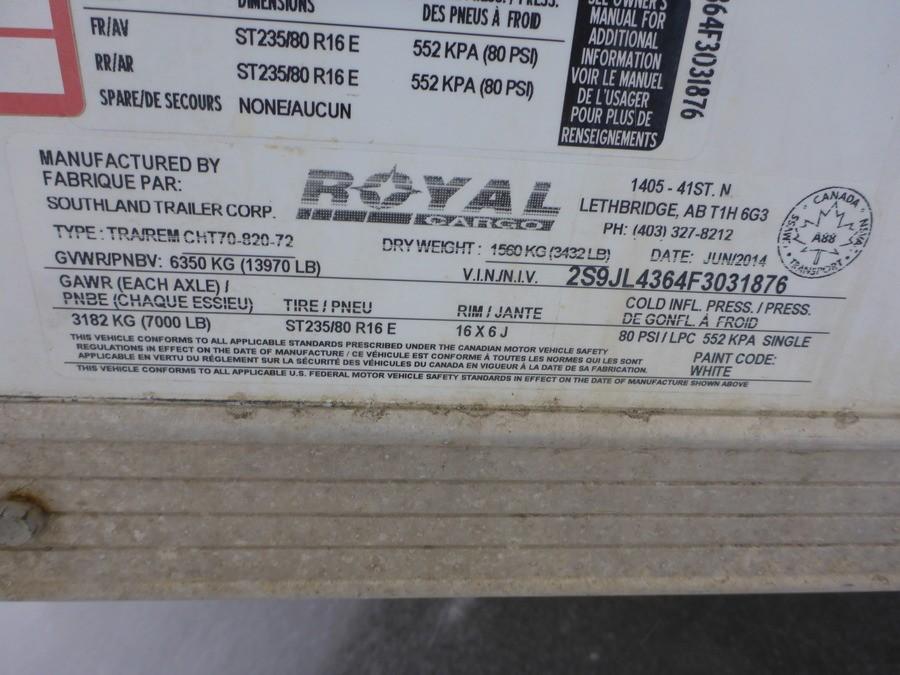 DIMENSIONS
DES PNEUS À FROID
FR/AV ST235/80 R16 E 552 KPA (80 PSI)
RR/AR ST235/80 R16 E 552 KPA (80 PSI)
SPARE/DE SECOURS NONE/AUCUN
SEE OWNER'S
MANUAL FOR
ADDITIONAL
INFORMATION
VOIR LE MANUEL
DE L'USAGER
POUR PLUS DE
RENSEIGNEMENTS
364F3031876
MANUFACTURED BY
FABRIQUE PAR:
SOUTHLAND TRAILER CORP.
ROYAL
CARGO
1405 - 41ST. N.
LETHBRIDGE, AB T1H 6G3
PH: (403) 327-8212
CANADA
A88
TRANSPORT
TYPE: TRA/REM CHT70-820-72 DRY WEIGHT: 1560 KG (3432 LB) DATE: JUN/2014
GVWR/PNBV: 6350 KG (13970 LB) V.I.N./N.I.V. 2S9JL4364F3031876
GAWR (EACH AXLE) /
PNBE (CHAQUE ESSIEU) TIRE / PNEU RIM / JANTE COLD INFL. PRESS. / PRESS.
DE GONFL. À FROID
3182 KG (7000 LB) ST235/80 R16 E 16 X 6 J 80 PSI / LPC 552 KPA SINGLE
THIS VEHICLE CONFORMS TO ALL APPLICABLE STANDARDS PRESCRIBED UNDER THE CANADIAN MOTOR VEHICLE SAFETY
REGULATIONS IN EFFECT ON THE DATE OF MANUFACTURE / CE VÉHICULE EST CONFORME À TOUTES LES NORMES QUI LES SONT
APPLICABLE EN VERTU DU RÉGLEMENT SUR LA SÉCURITÉ DES VÉHICULES DU CANADA EN VIGUEUR À LA DATE DE SA FABRICATION.
THIS VEHICLE CONFORMS TO ALL APPLICABLE U.S. FEDERAL MOTOR VEHICLE SAFETY STANDARDS IN EFFECT ON THE DATE OF MANUFACTURE SHOWN ABOVE
PAINT CODE:
WHITE